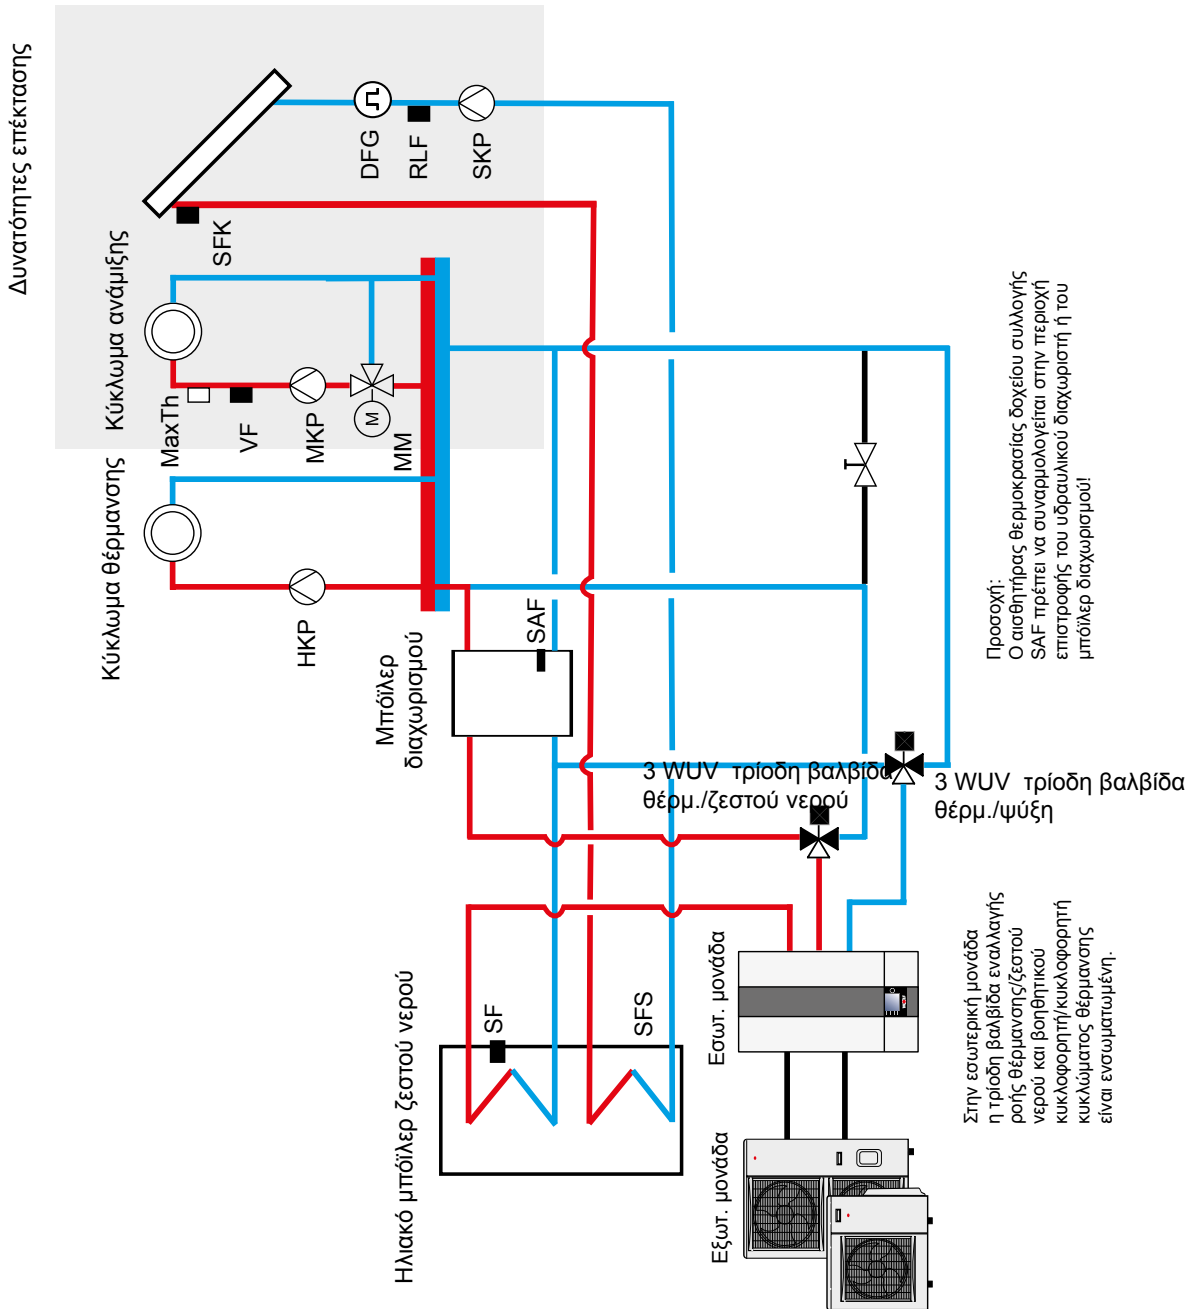 Δυνατότητες επέκτασης
DFG
RLF
SKP
SFK
Κύκλωμα ανάμιξης
MaxTh
VF
MKP
MM
M
Κύκλωμα θέρμανσης
HKP
Μπόϊλερ
διαχωρισμού
SAF
Προσοχή:
Ο αισθητήρας θερμοκρασίας δοχείου συλλογής
SAF πρέπει να συναρμολογείται στην περιοχή
επιστροφής του υδραυλικού διαχωριστή ή του
μπόϊλερ διαχωρισμού!
3 WUV τρίοδη βαλβίδα
θέρμ./ζεστού νερού
3 WUV τρίοδη βαλβίδα
θέρμ./ψύξη
Ηλιακό μπόϊλερ ζεστού νερού
SF
SFS
Εσωτ. μονάδα
Εξωτ. μονάδα
Στην εσωτερική μονάδα
η τρίοδη βαλβίδα εναλλαγής
ροής θέρμανσης/ζεστού
νερού και βοηθητικού
κυκλοφορητή/κυκλοφορητή
κυκλώματος θέρμανσης
είναι ενσωματωμένη.